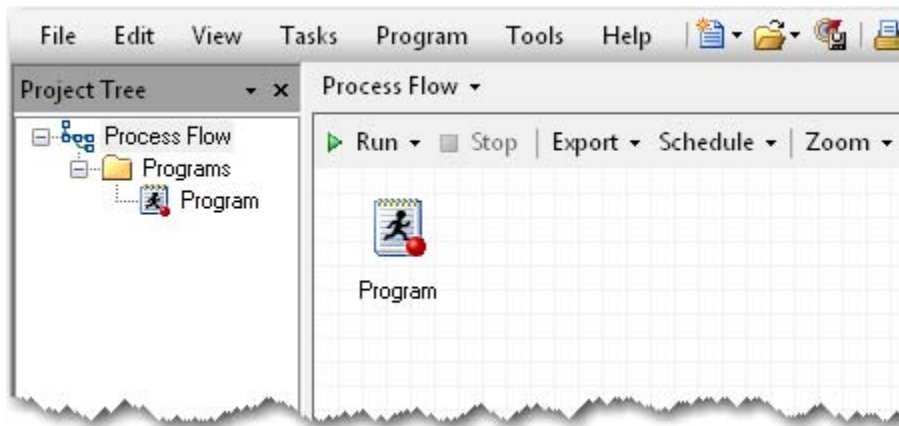 File Edit View Tasks Program Tools Help
Project Tree
Process Flow
Process Flow
Programs
Program
Run Stop Export Schedule Zoom
Program